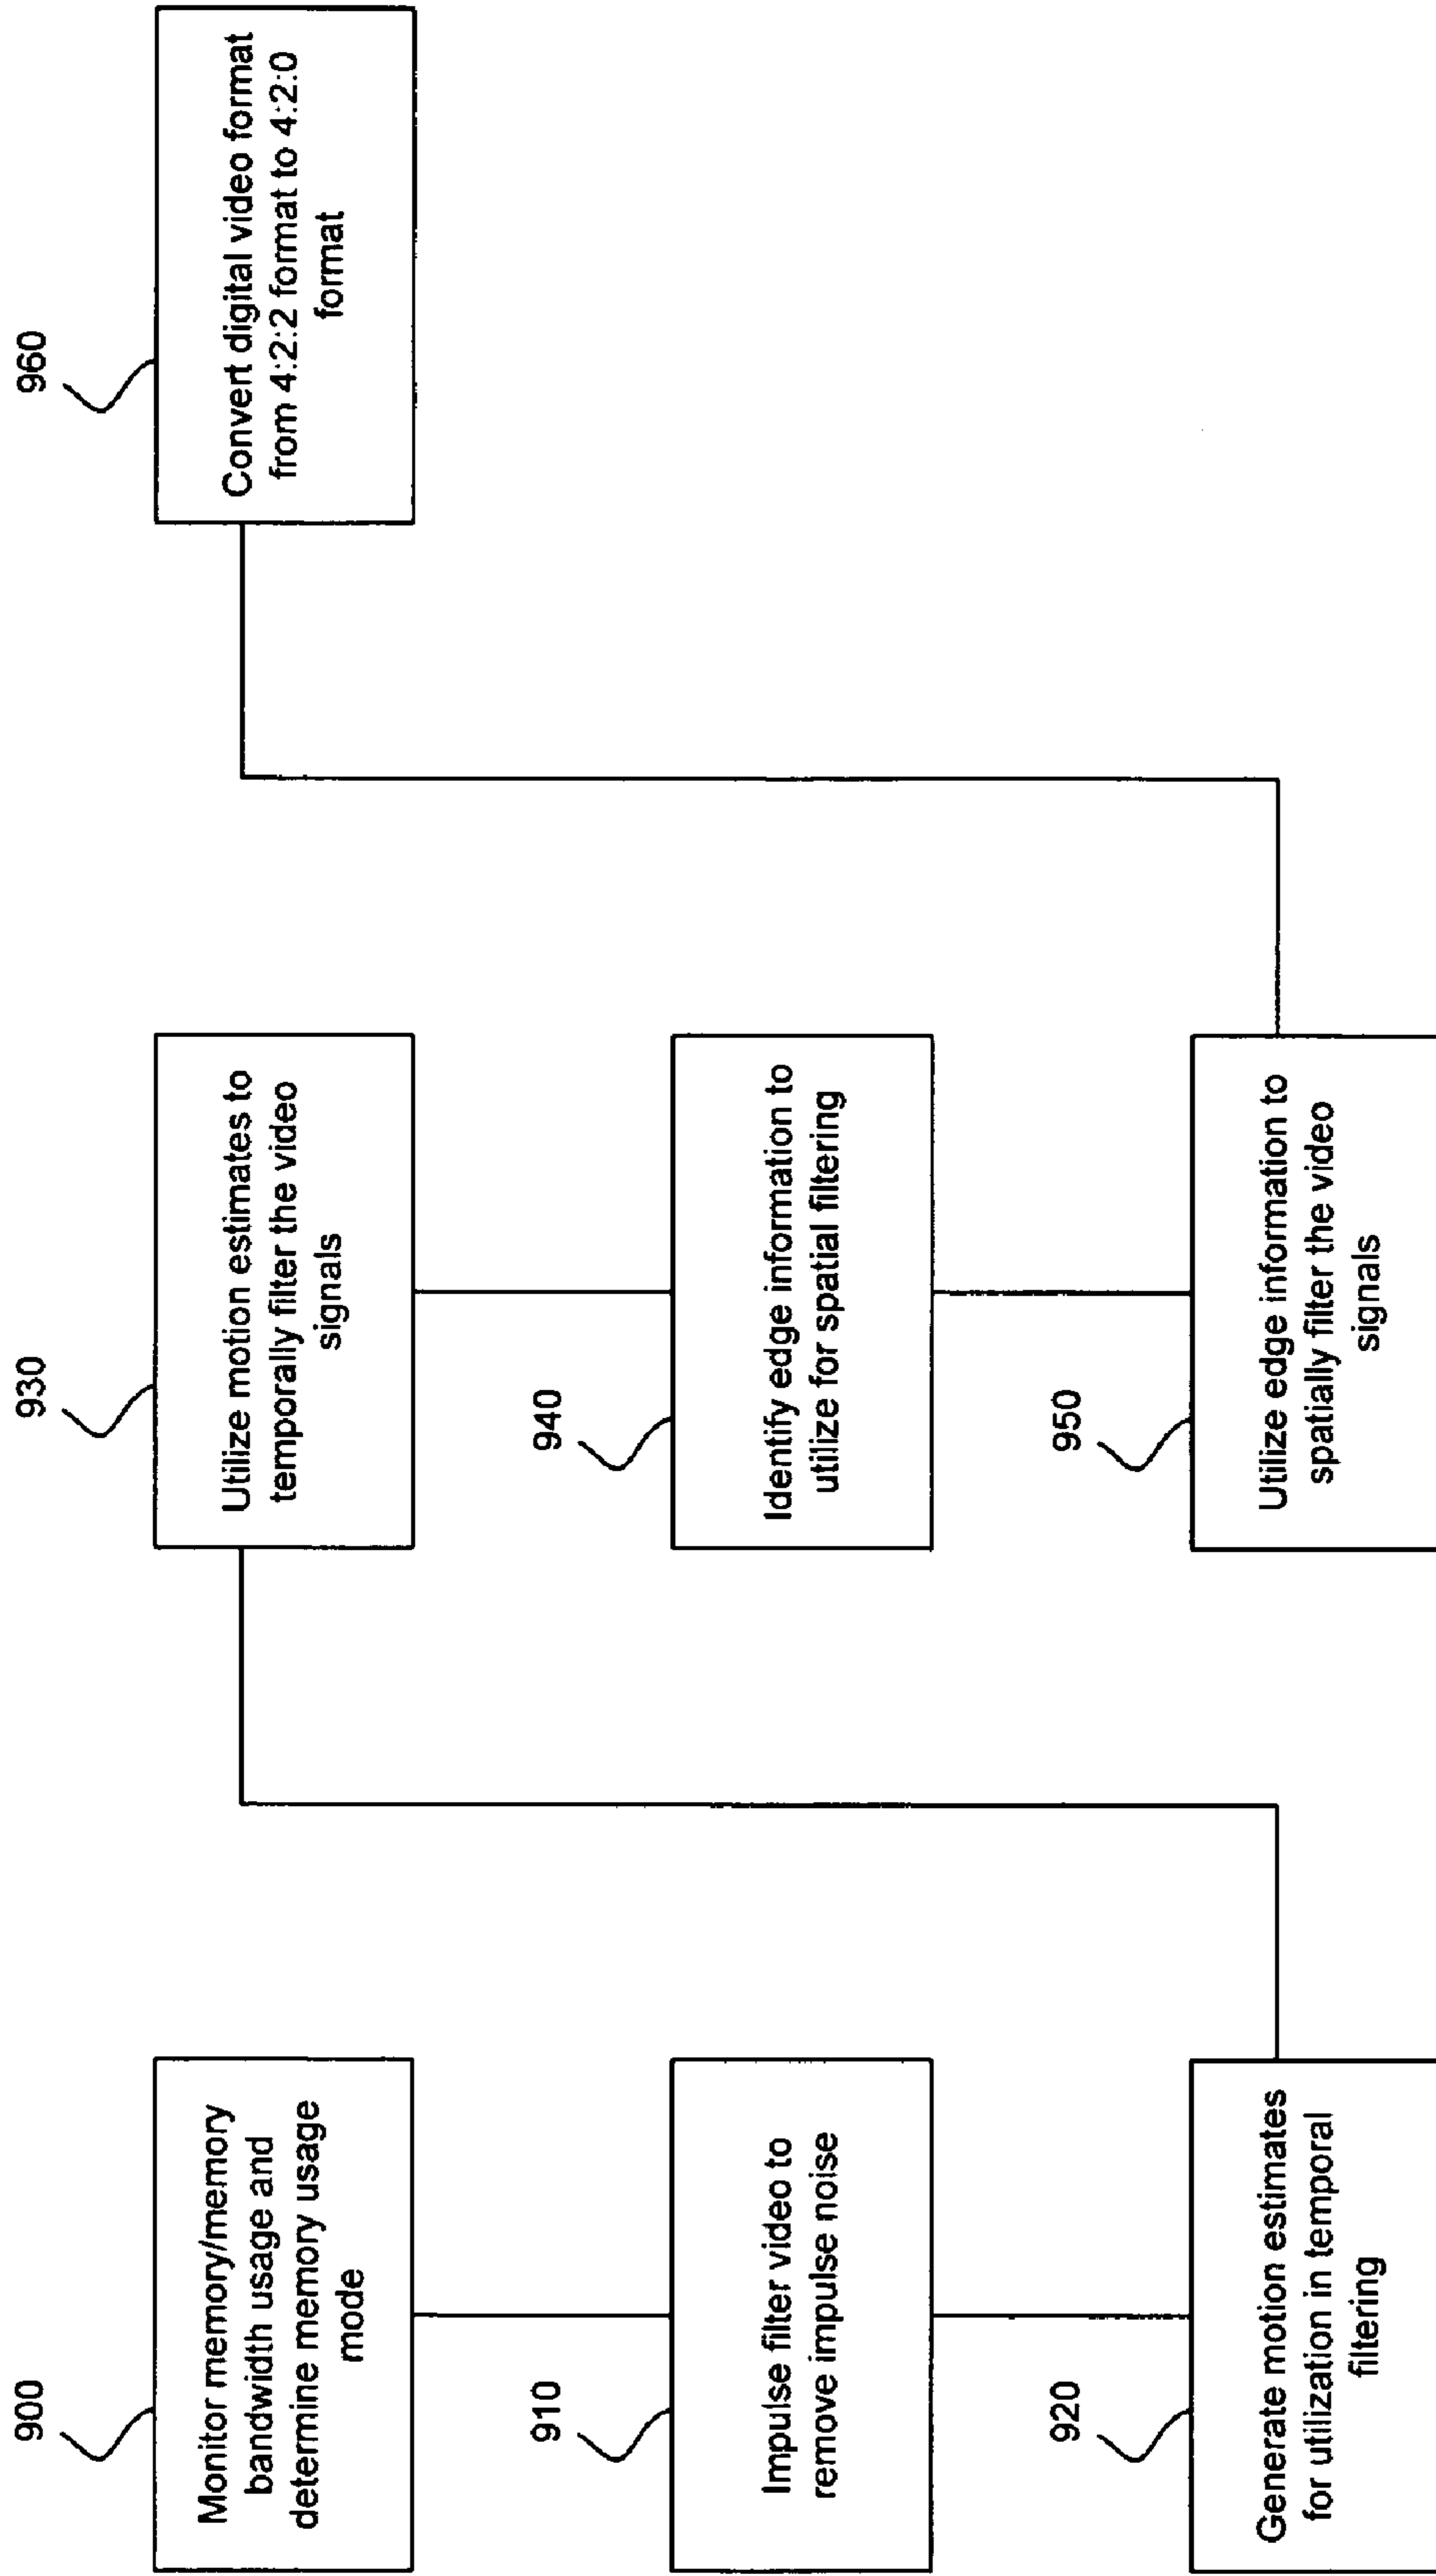 900
Monitor memory/memory
bandwidth usage and
determine memory usage
mode
910
Impulse filter video to
remove impulse noise
920
Generate motion estimates
for utilization in temporal
filtering
930
Utilize motion estimates to
temporally filter the video
signals
940
Identify edge information to
utilize for spatial filtering
950
Utilize edge information to
spatially filter the video
signals
960
Convert digital video format
from 4:2:2 format to 4:2:0
format